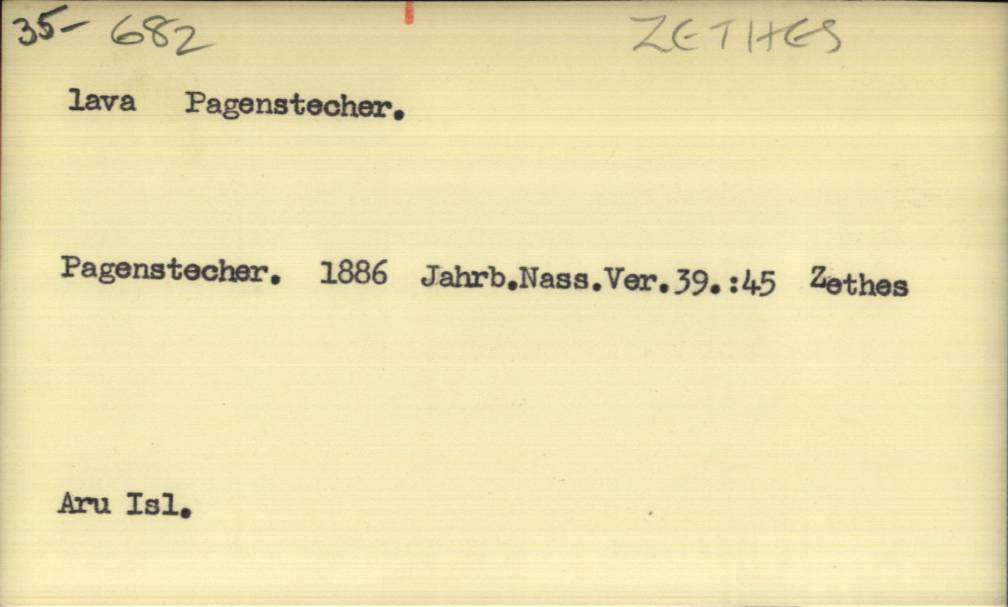 35- 682 ZETHES
lava Pagenstecher.
Pagenstecher. 1886 Jahrb.Nass.Ver.39.:45 Zethes
Aru Isl.